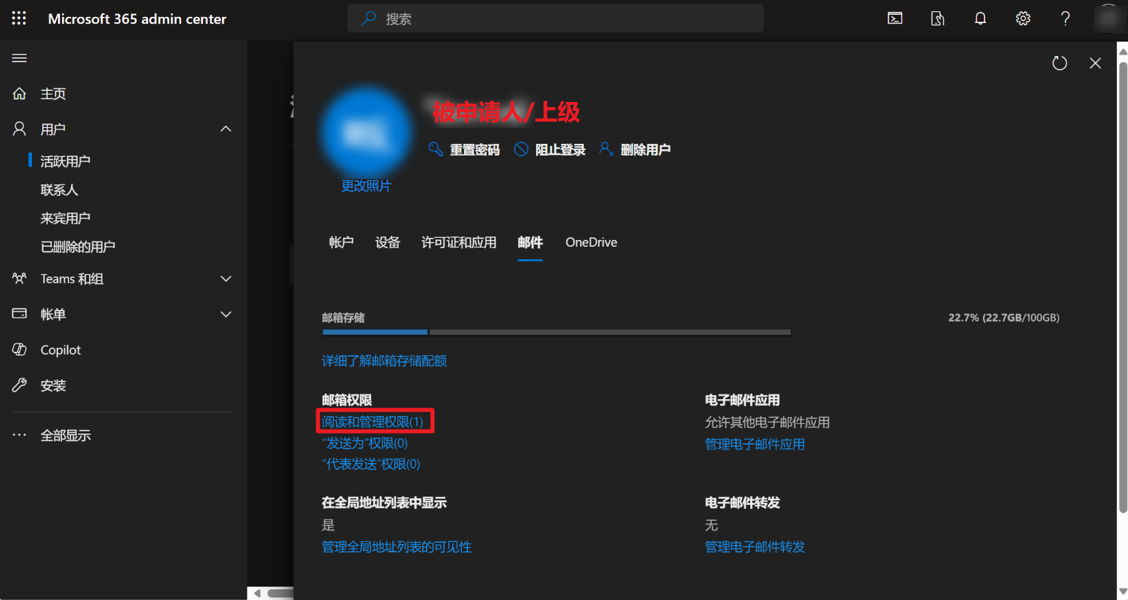 Microsoft 365 admin center
搜索
主页
用户
活跃用户
联系人
来宾用户
已删除的用户
Teams 和组
帐单
Copilot
安装
全部显示
被申请人/上级
重置密码 阻止登录 删除用户
更改照片
帐户 设备 许可证和应用 邮件 OneDrive
邮箱存储 22.7% (22.7GB/100GB)
详细了解邮箱存储配额
邮箱权限
阅读和管理权限(1)
"发送为"权限(0)
"代表发送"权限(0)
电子邮件应用
允许其他电子邮件应用
管理电子邮件应用
在全局地址列表中显示
是
管理全局地址列表的可见性
电子邮件转发
无
管理电子邮件转发